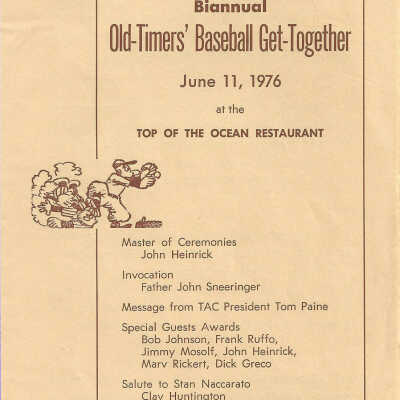 Biannual
Old-Timers' Baseball Get-Together
June 11, 1976
at the
TOP OF THE OCEAN RESTAURANT
Master of Ceremonies
John Heinrick
Invocation
Father John Sneeringer
Message from TAC President Tom Paine
Special Guests Awards
Bob Johnson, Frank Ruffo,
Jimmy Mosolf, John Heinrick,
Marv Rickert, Dick Greco
Salute to Stan Naccarato
Clay Huntington